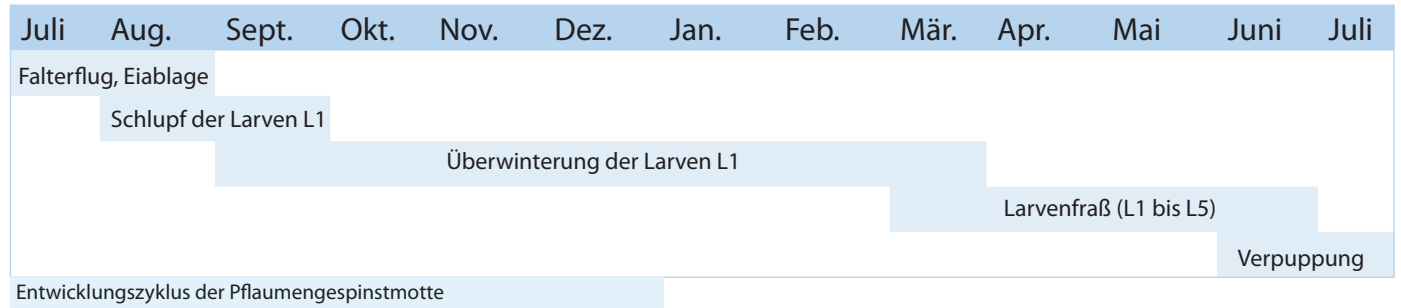 Juli Aug. Sept. Okt. Nov. Dez. Jan. Feb. Mär. Apr. Mai Juni Juli
Falterflug, Eiablage
Schlupf der Larven L1
Überwinterung der Larven L1
Larvenfraß (L1 bis L5)
Verpuppung
Entwicklungszyklus der Pflaumengespinstmotte